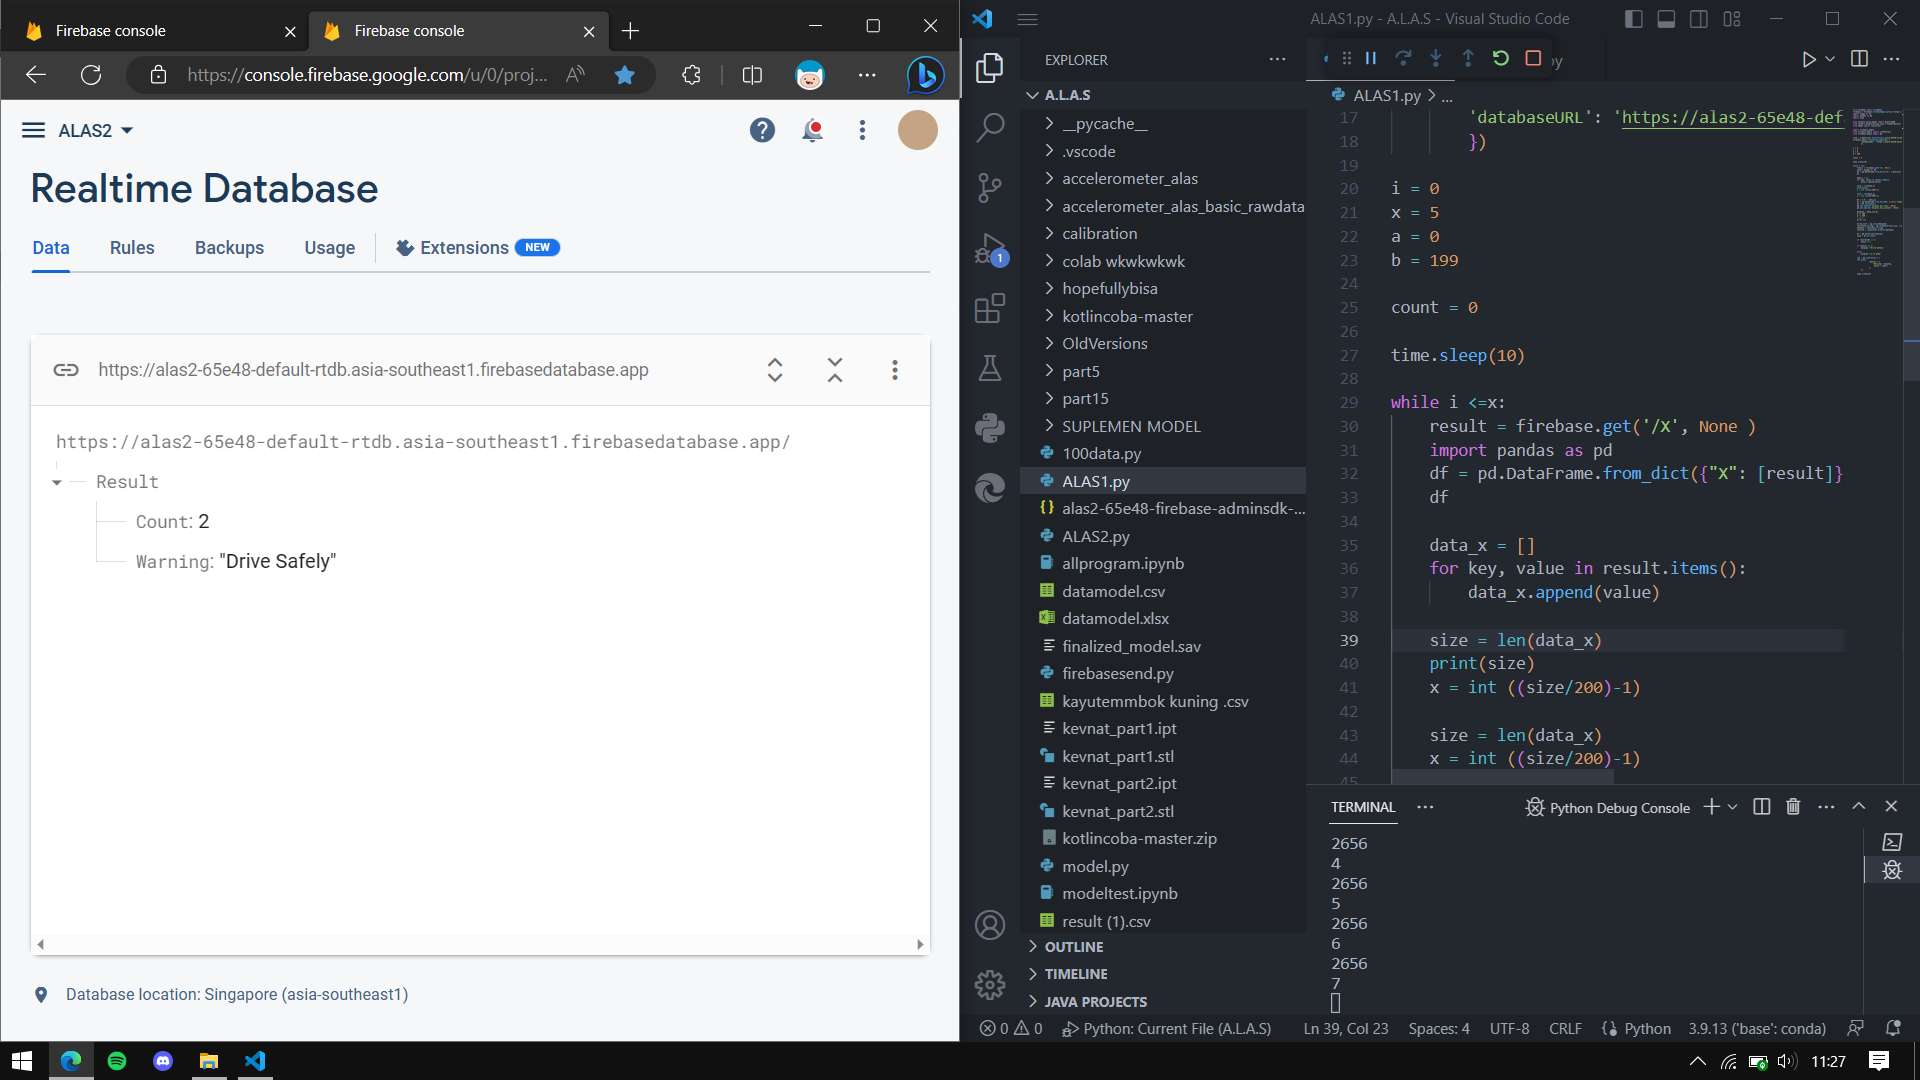 Firebase console
Firebase console
https://console.firebase.google.com/u/0/proj...
ALAS2
Realtime Database
Data
Rules
Backups
Usage
Extensions
NEW
https://alas2-65e48-default-rtdb.asia-southeast1.firebasedatabase.app
https://alas2-65e48-default-rtdb.asia-southeast1.firebasedatabase.app/
Result
Count: 2
Warning: "Drive Safely"
Database location: Singapore (asia-southeast1)
ALAS1.py - A.L.A.S - Visual Studio Code
EXPLORER
A.L.A.S
__pycache__
.vscode
accelerometer_alas
accelerometer_alas_basic_rawdata
calibration
colab wkwkwkwk
hopefullybisa
kotlincoba-master
OldVersions
part5
part15
SUPLEMEN MODEL
100data.py
ALAS1.py
alas2-65e48-firebase-adminsdk-...
ALAS2.py
allprogram.ipynb
datamodel.csv
datamodel.xlsx
finalized_model.sav
firebasesend.py
kayutemmbok kuning .csv
kevnat_part1.ipt
kevnat_part1.stl
kevnat_part2.ipt
kevnat_part2.stl
kotlincoba-master.zip
model.py
modeltest.ipynb
result (1).csv
OUTLINE
TIMELINE
JAVA PROJECTS
1
py
ALAS1.py > ...
17 'databaseURL': 'https://alas2-65e48-def
18 })
19
20 i = 0
21 x = 5
22 a = 0
23 b = 199
24
25 count = 0
26
27 time.sleep(10)
28
29 while i <=x:
30 result = firebase.get('/X', None )
31 import pandas as pd
32 df = pd.DataFrame.from_dict({"X": [result]}
33 df
34
35 data_x = []
36 for key, value in result.items():
37 data_x.append(value)
38
39 size = len(data_x)
40 print(size)
41 x = int ((size/200)-1)
42
43 size = len(data_x)
44 x = int ((size/200)-1)
45
TERMINAL
Python Debug Console
2656
4
2656
5
2656
6
2656
7
0 0
Python: Current File (A.L.A.S)
Ln 39, Col 23
Spaces: 4
UTF-8
CRLF
Python
3.9.13 ('base': conda)
11:27